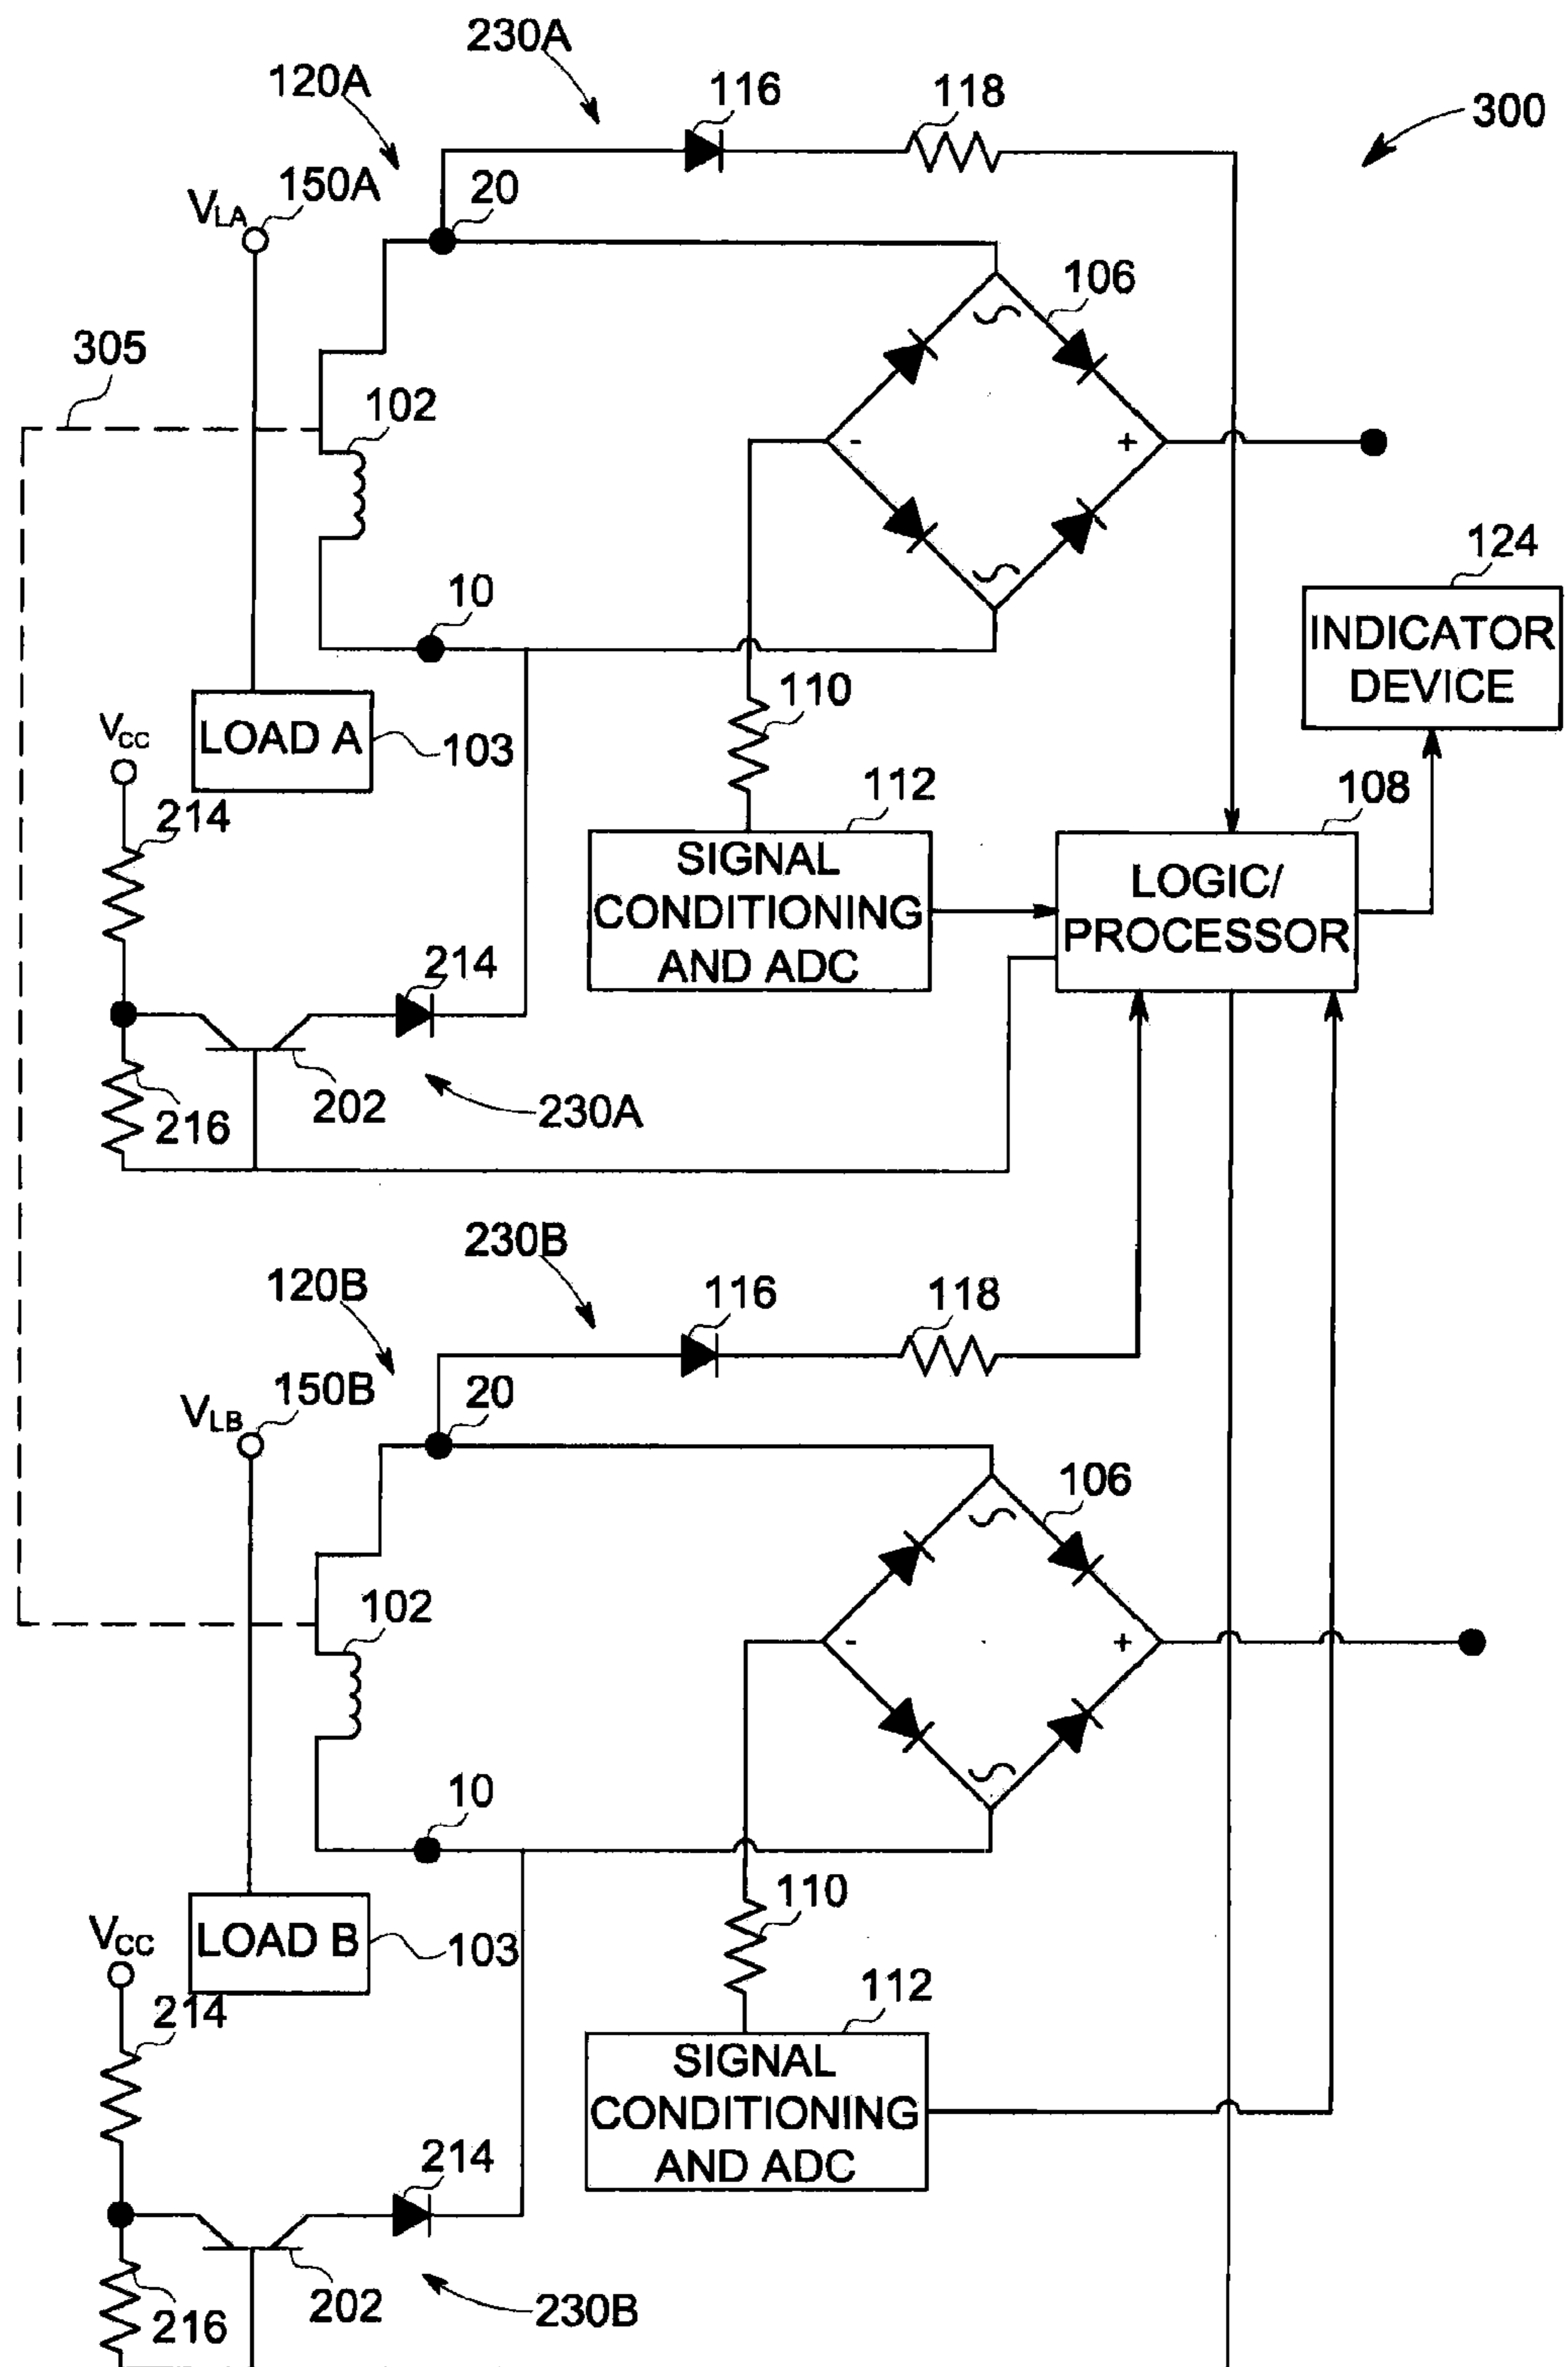 230A
120A
116
118
300
VLA
150A
20
106
305
102
-
+
124
10
INDICATOR
DEVICE
110
VCC
LOAD A
103
112
108
214
SIGNAL
CONDITIONING
AND ADC
LOGIC/
PROCESSOR
214
202
216
230A
230B
120B
116
118
VLB
150B
20
106
102
-
+
10
110
VCC
LOAD B
103
112
214
SIGNAL
CONDITIONING
AND ADC
214
202
216
230B